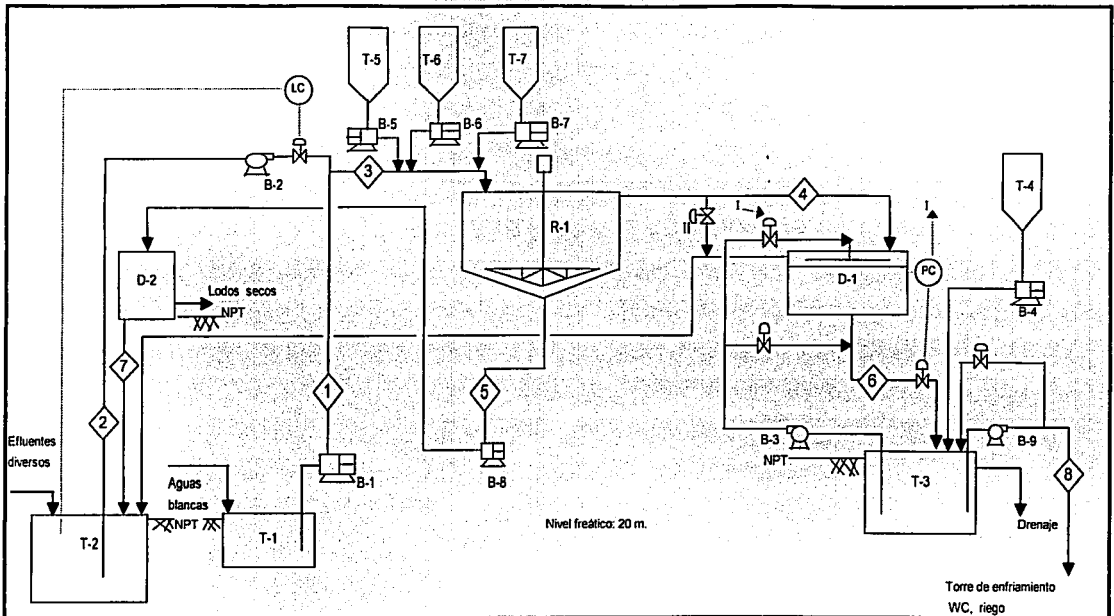 T-5
T-6
T-7
LC
B-5
B-6
B-7
B-2
3
4
I
I
II
T-4
R-1
D-1
PC
B-4
D-2
Lodos secos
NPT
7
1
5
6
2
B-3
B-9
NPT
Efluentes
diversos
Aguas
blancas
B-1
B-8
T-3
8
NPT
T-2
T-1
Nivel freático: 20 m.
Drenaje
Torre de enfriamiento
WC, riego